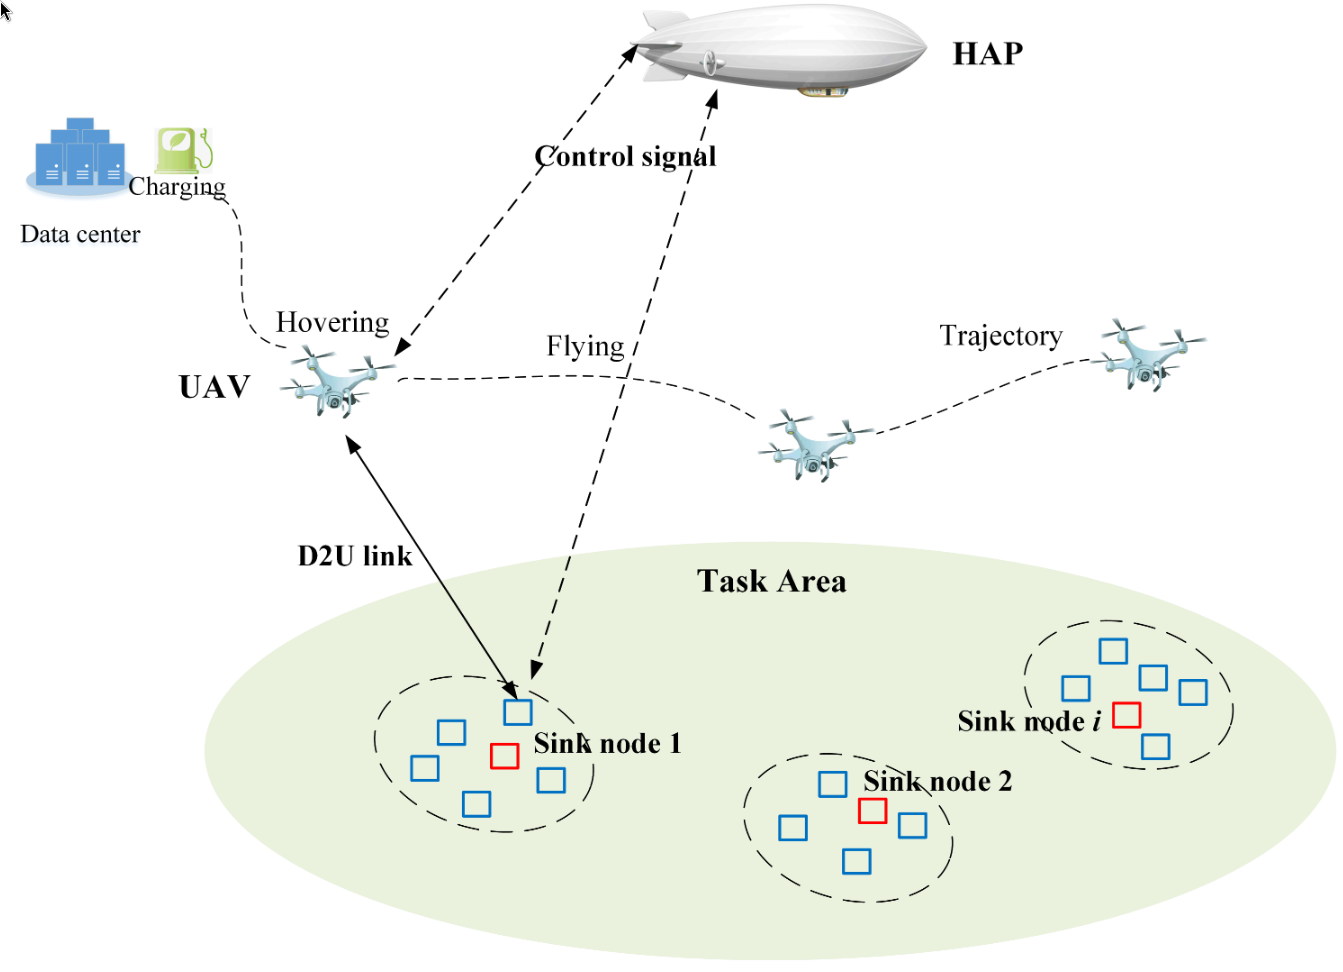 HAP
Control signal
Charging
Data center
Hovering
Flying
Trajectory
UAV
D2U link
Task Area
Sink node i
Sink node 1
Sink node 2